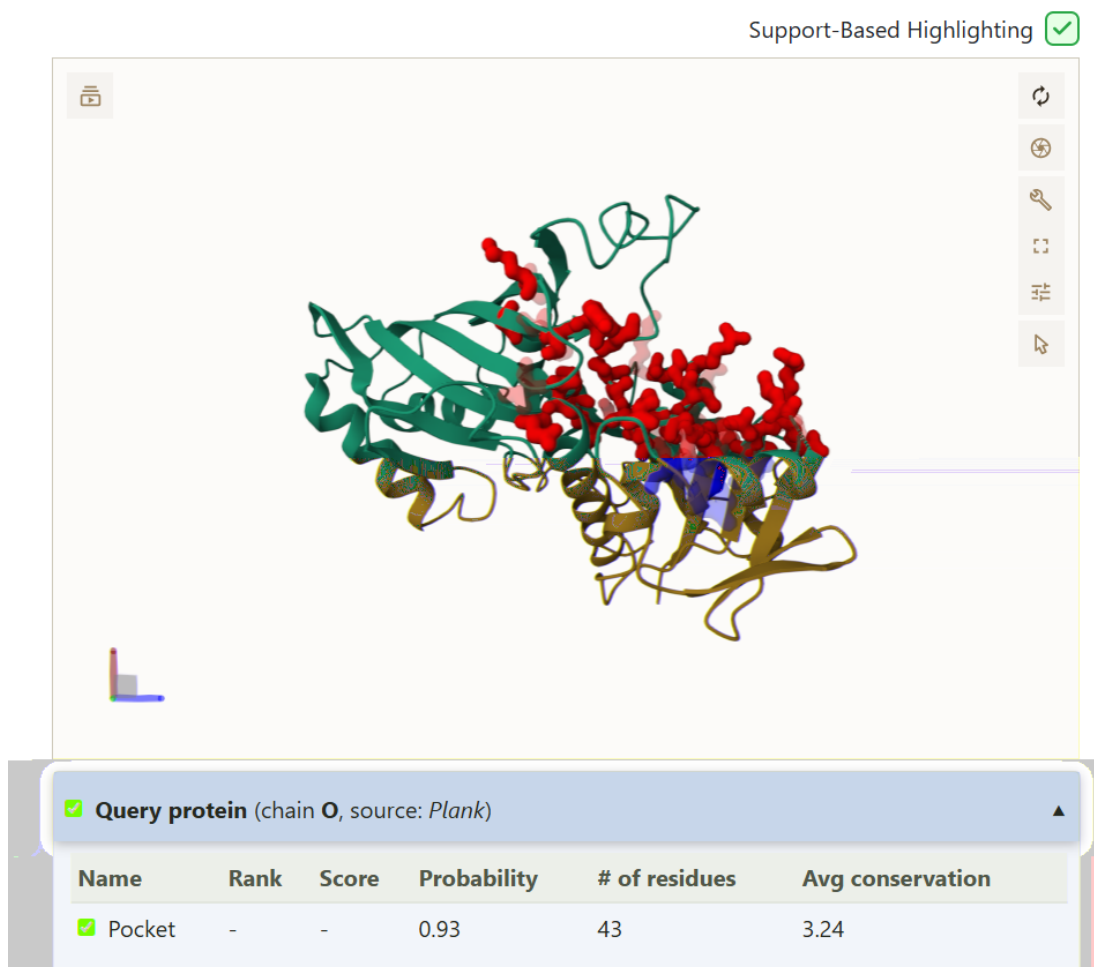 Support-Based Highlighting
Query protein (chain O, source: Plank)
Name Rank Score Probability # of residues Avg conservation
Pocket - - 0.93 43 3.24